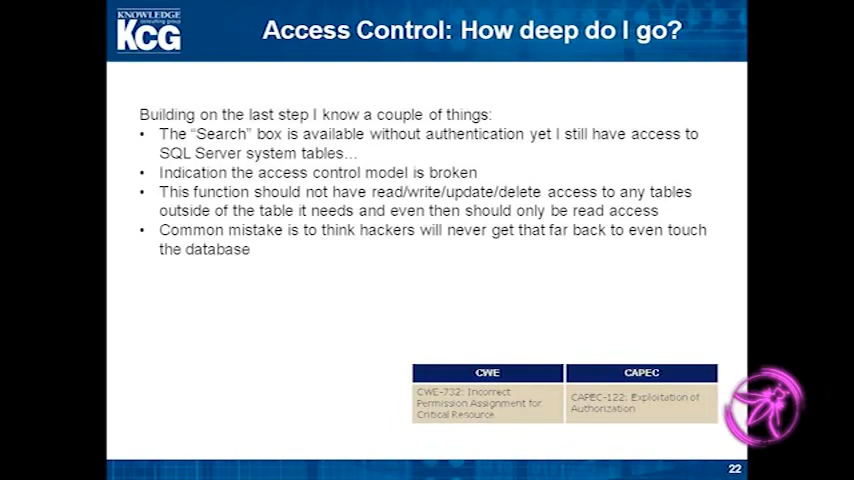 KNOWLEDGE
consulting group
KCG
Access Control: How deep do I go?
Building on the last step I know a couple of things:
• The “Search” box is available without authentication yet I still have access to
SQL Server system tables…
• Indication the access control model is broken
• This function should not have read/write/update/delete access to any tables
outside of the table it needs and even then should only be read access
• Common mistake is to think hackers will never get that far back to even touch
the database
CWE
CAPEC
CWE-732: Incorrect
Permission Assignment for
Critical Resource
CAPEC-122: Exploitation of
Authorization
22